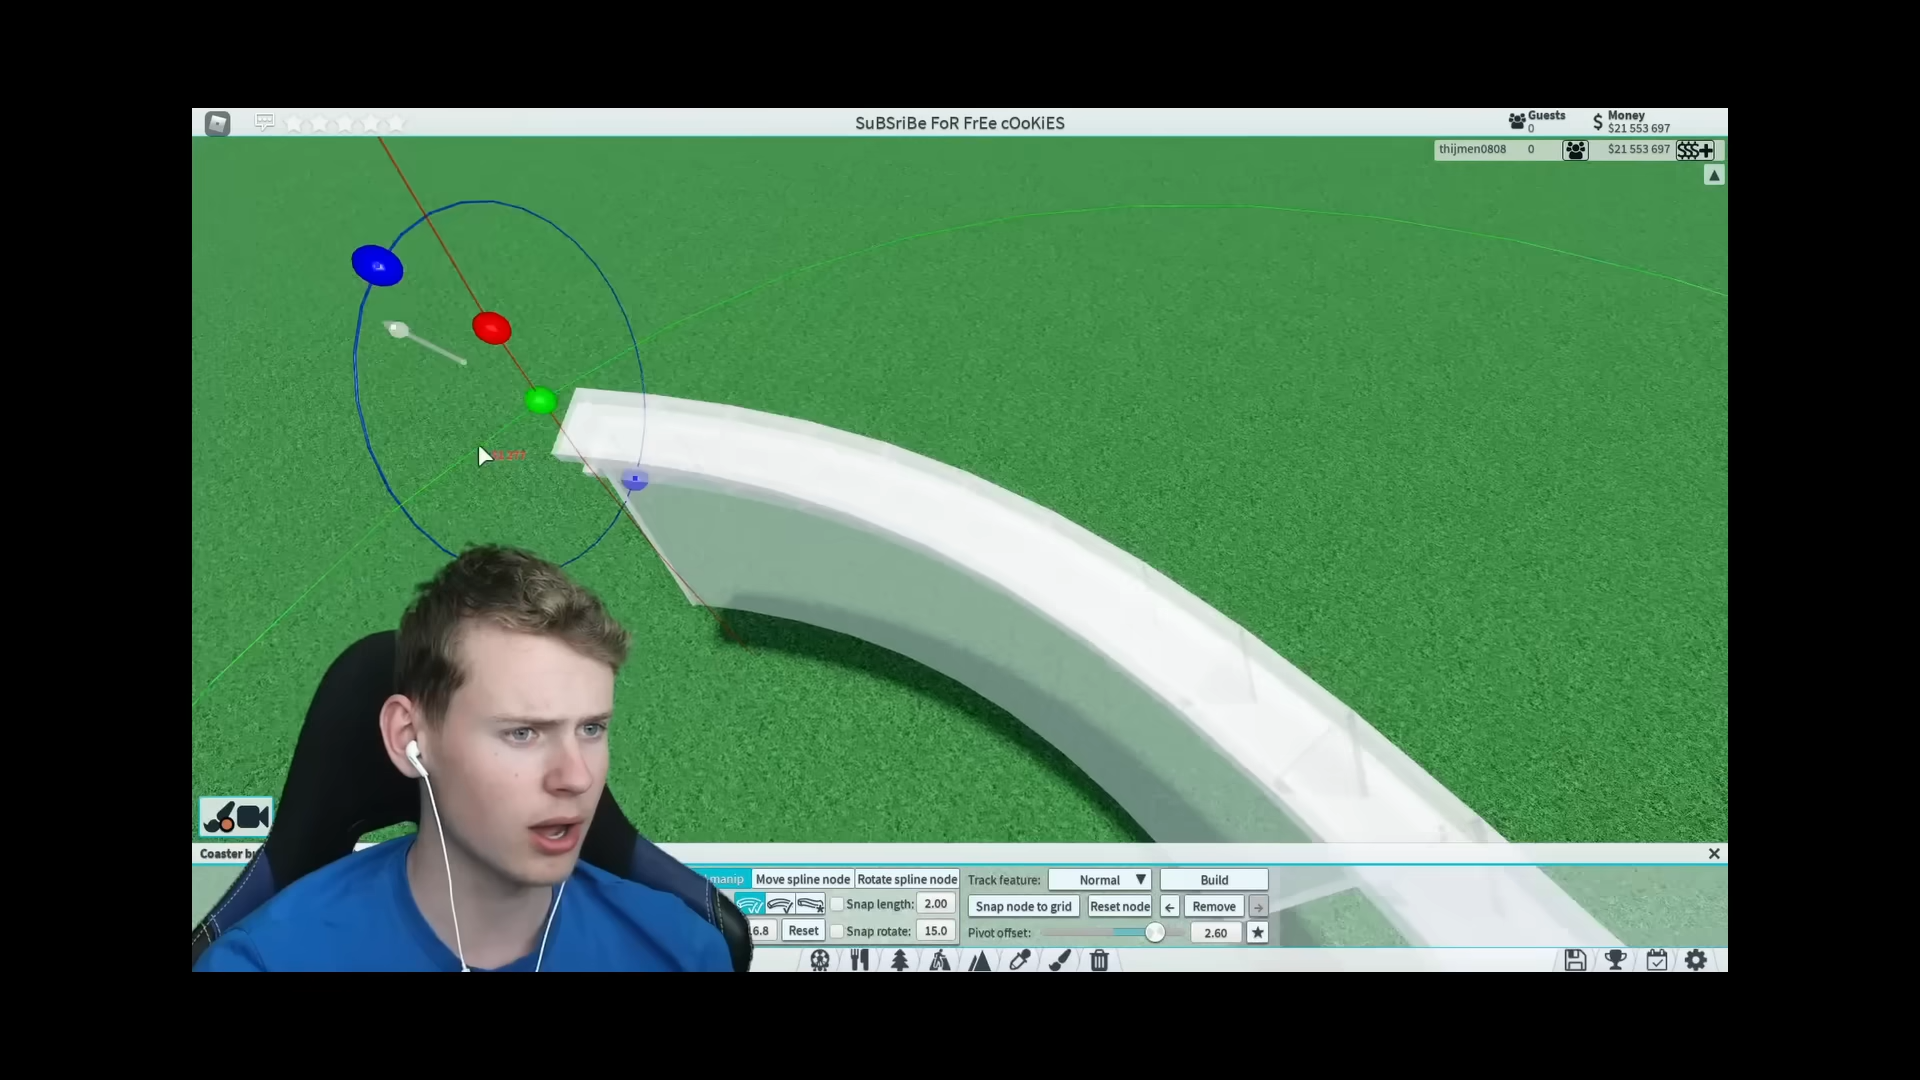 SuBSriBe FoR FrEe cOoKiES
Guests
0
Money
$21 553 697
thijmen0808 0 $21 553 697
Coaster b
manip Move spline node Rotate spline node
Track feature: Normal Build
Snap length: 2.00
Snap node to grid Reset node Remove
6.8 Reset Snap rotate: 15.0
Pivot offset: 2.60